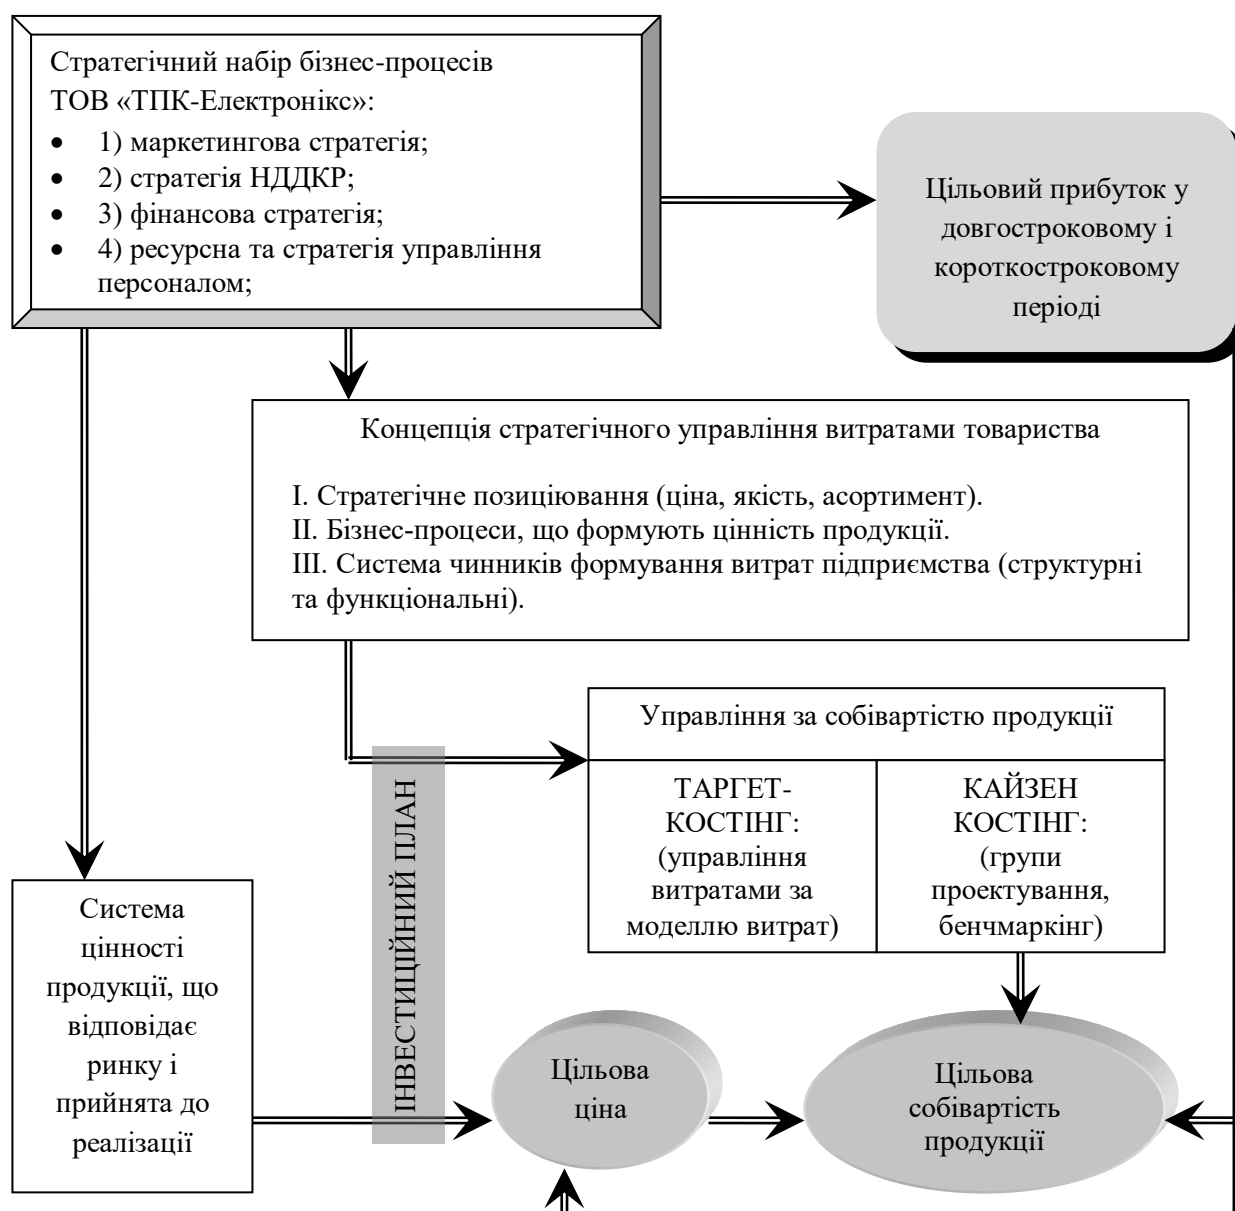 Стратегічний набір бізнес-процесів
ТОВ «ТПК-Електронікс»:
• 1) маркетингова стратегія;
• 2) стратегія НДДКР;
• 3) фінансова стратегія;
• 4) ресурсна та стратегія управління
персоналом;
Цільовий прибуток у
довгостроковому і
короткостроковому
періоді
Концепція стратегічного управління витратами товариства
І. Стратегічне позиціювання (ціна, якість, асортимент).
ІІ. Бізнес-процеси, що формують цінність продукції.
ІІІ. Система чинників формування витрат підприємства (структурні
та функціональні).
Управління за собівартістю продукції
ТАРГЕТ-
КОСТІНГ:
(управління
витратами за
моделлю витрат)
КАЙЗЕН
КОСТІНГ:
(групи
проектування,
бенчмаркінг)
ІНВЕСТИЦІЙНИЙ ПЛАН
Система
цінності
продукції, що
відповідає
ринку і
прийнята до
реалізації
Цільова
ціна
Цільова
собівартість
продукції